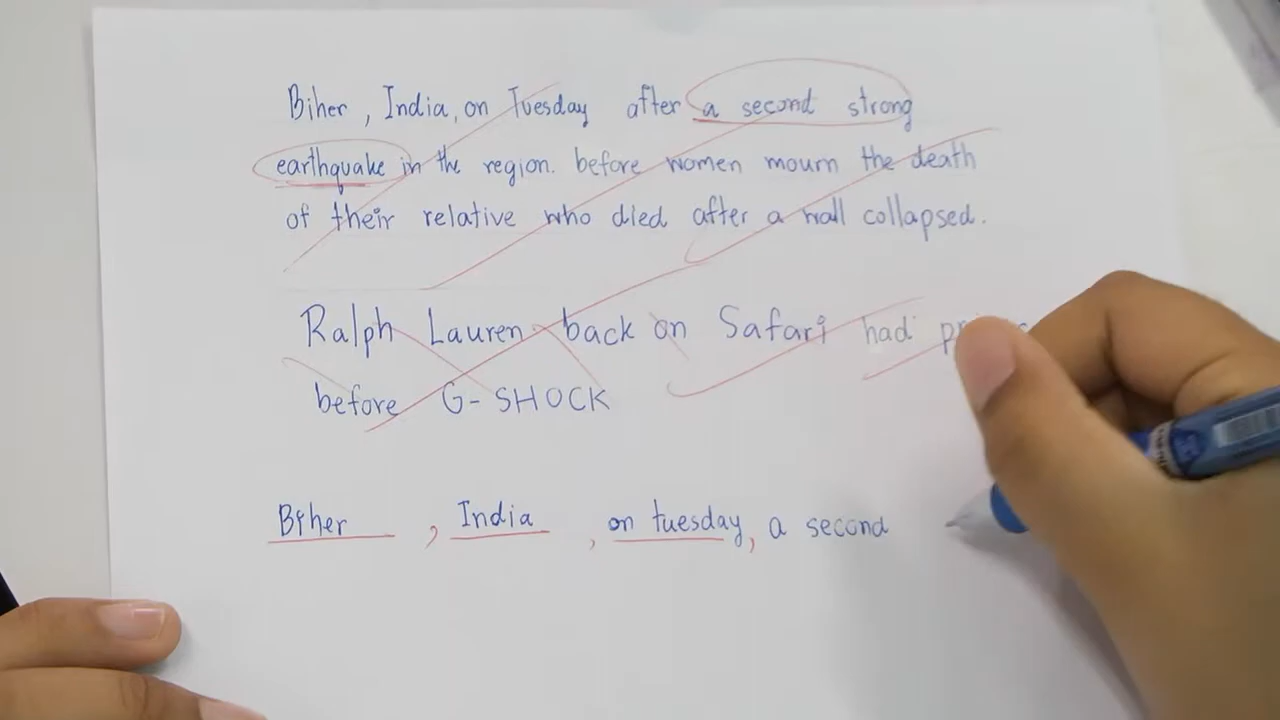 Biher , India, on Tuesday after a second strong
earthquake in the region. before women mourn the death
of their relative who died after a wall collapsed.
Ralph Lauren back on Safari had
before G-SHOCK
Biher , India , on tuesday, a second